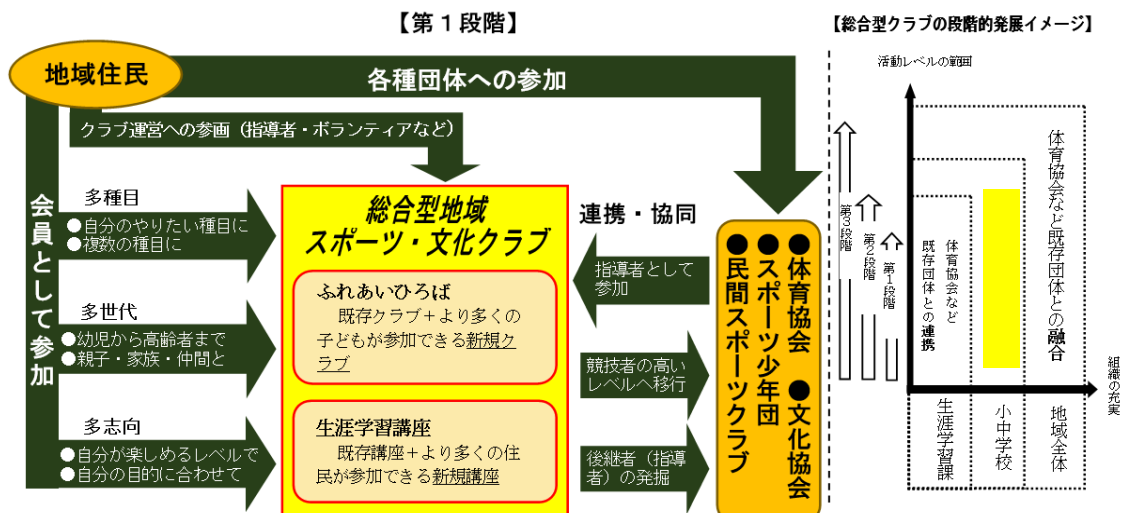 【第１段階】
地域住民
各種団体への参加
クラブ運営への参画（指導者・ボランティアなど）
会員として参加
多種目
●自分のやりたい種目に
●複数の種目に
多世代
●幼児から高齢者まで
●親子・家族・仲間と
多志向
●自分が楽しめるレベルで
●自分の目的に合わせて
総合型地域
スポーツ・文化クラブ
ふれあいひろば
既存クラブ＋より多くの
子どもが参加できる新規ク
ラブ
生涯学習講座
既存講座＋より多くの住
民が参加できる新規講座
連携・協同
指導者として
参加
競技者の高い
レベルへ移行
後継者（指導
者）の発掘
●体育協会　●文化協会
●スポーツ少年団
●民間スポーツクラブ
【総合型クラブの段階的発展イメージ】
活動レベルの範囲
第３段階
第２段階
第１段階
体育協会など
既存団体との連携
体育協会など既存団体との融合
組織の充実
生涯学習課
小中学校
地域全体